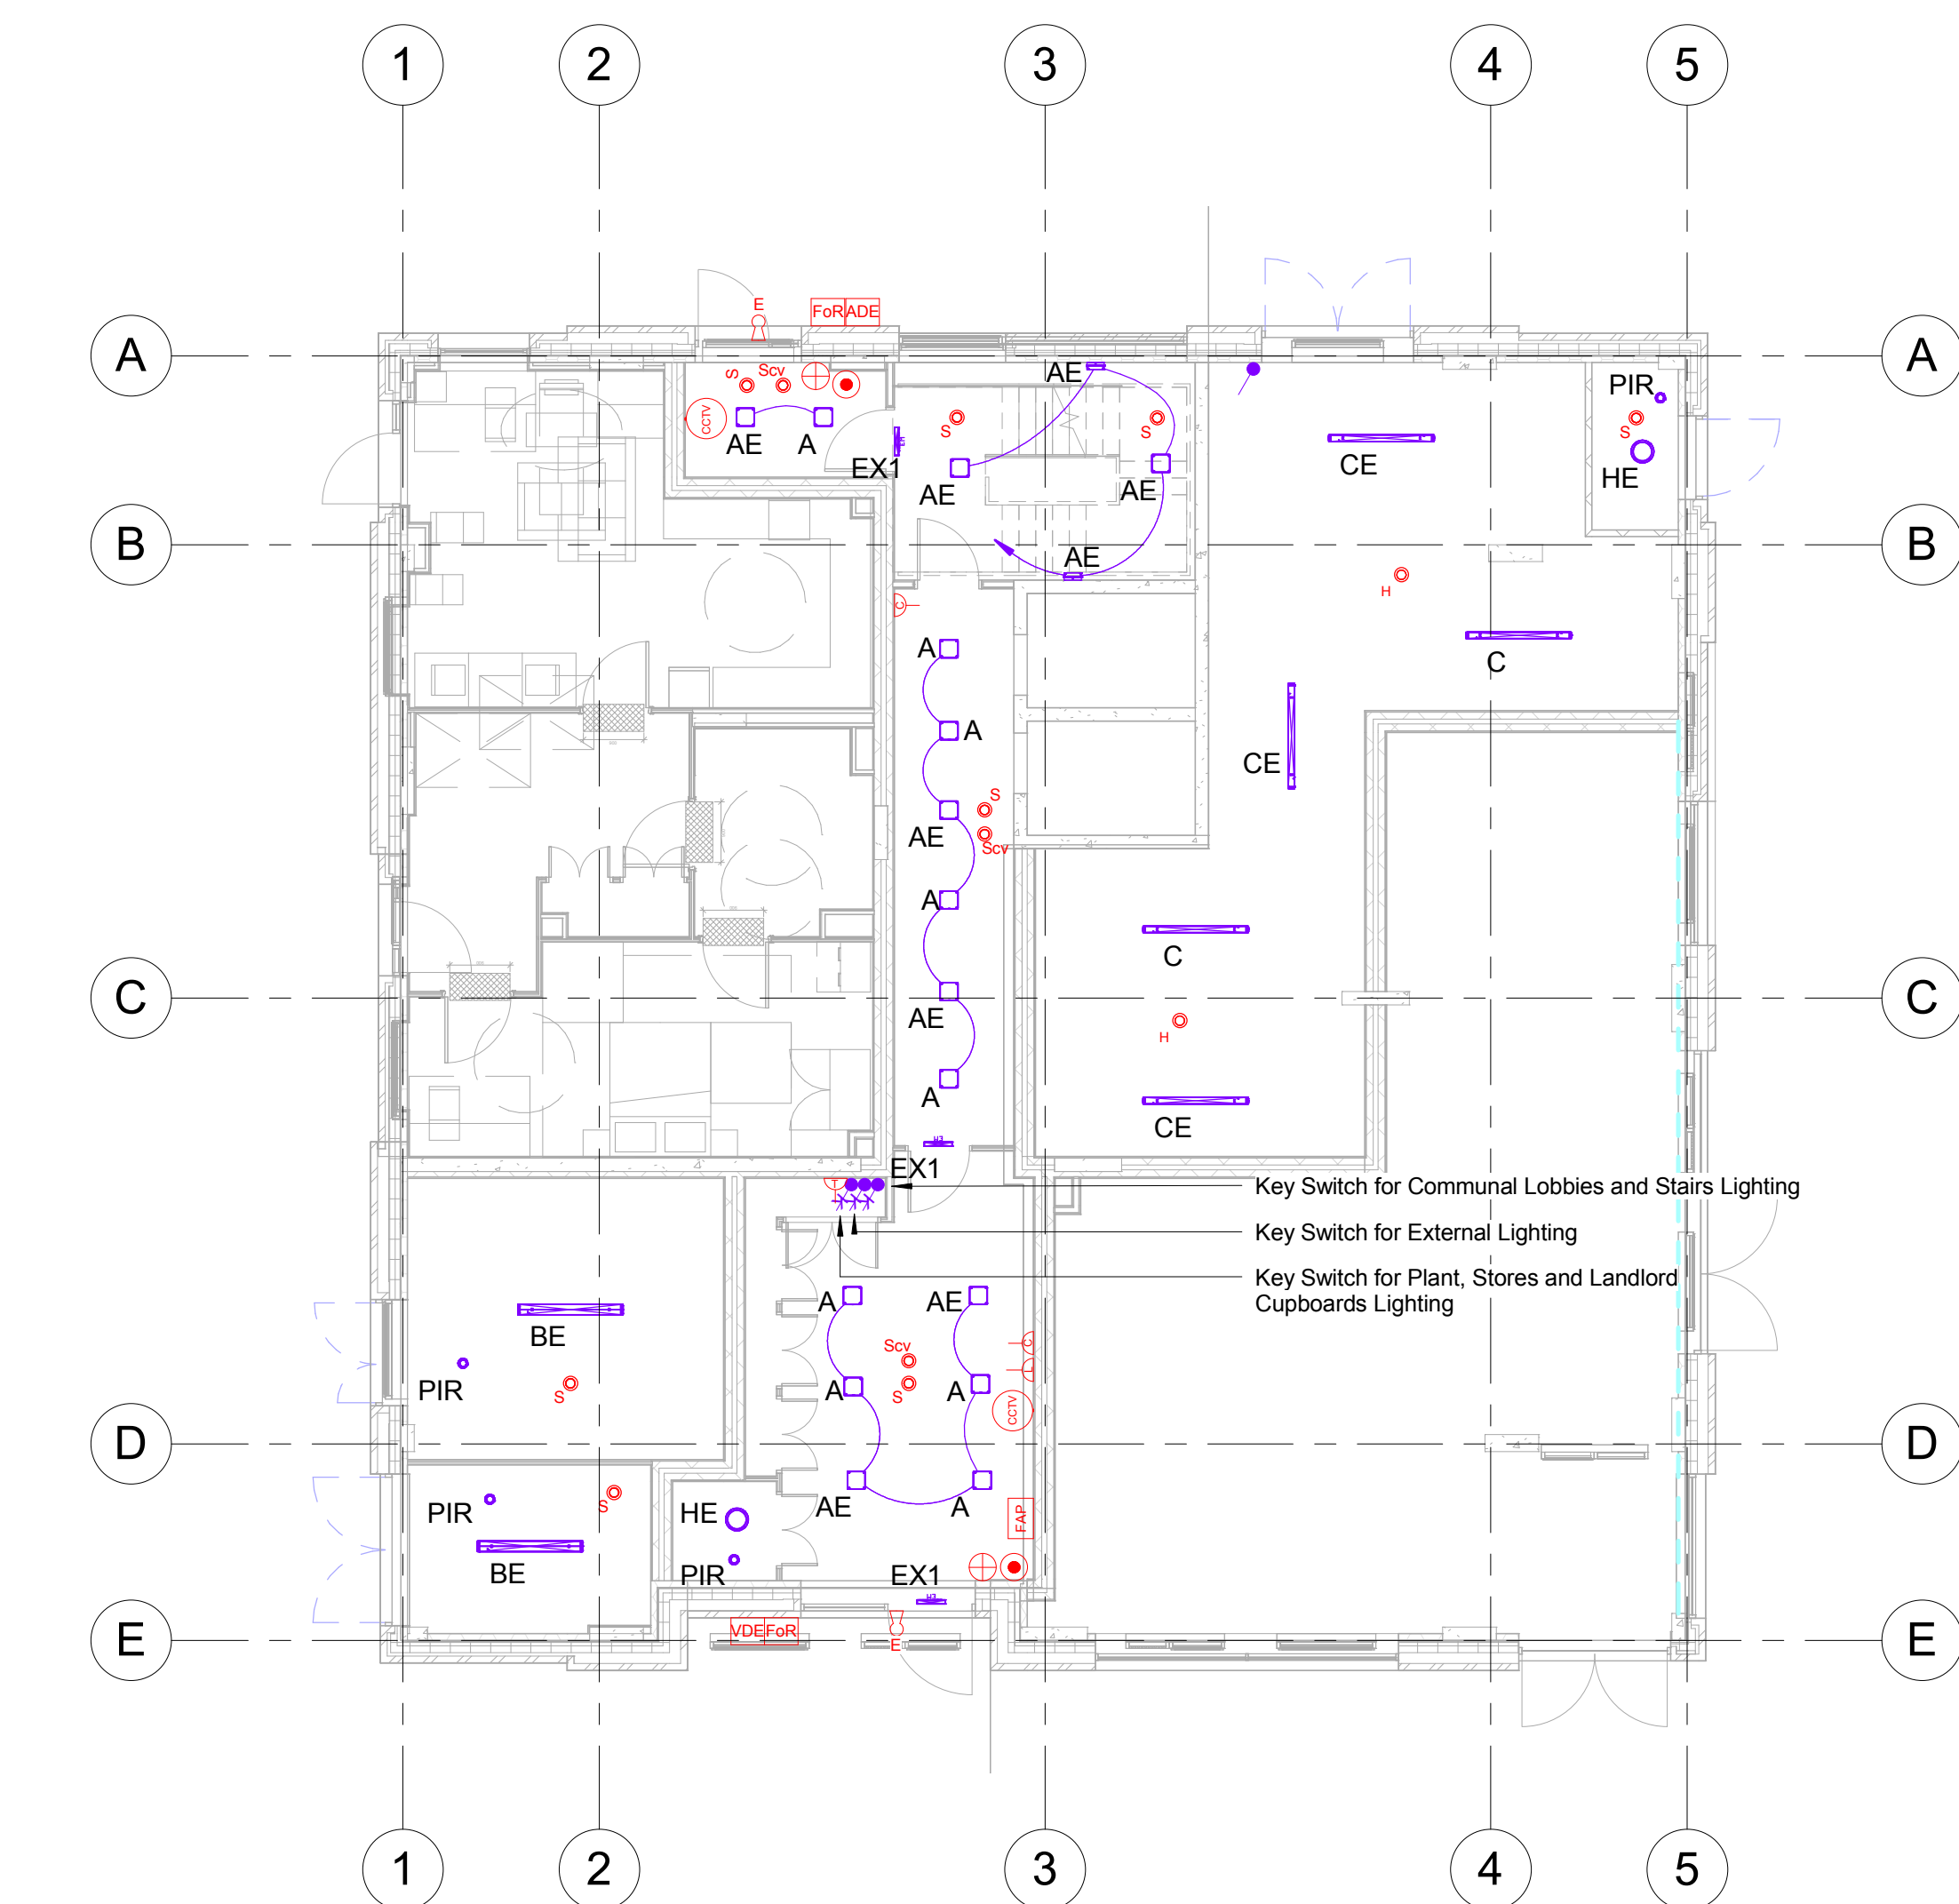 1
2
3
4
5
A
A
E
FoR ADE
S
Scv
CCTV
AE
A
EX1
AE
S
S
AE
AE
CE
PIR
S
HE
B
B
AE
C
H
C
A
A
CE
S
AE
Scv
A
C
C
C
AE
H
A
CE
EX1
T
Key Switch for Communal Lobbies and Stairs Lighting
Key Switch for External Lighting
Key Switch for Plant, Stores and Landlord
Cupboards Lighting
A
AE
BE
Scv
C
L
PIR
S
A
S
A
CCTV
D
D
PIR
S
HE
AE
A
FAP
BE
PIR
EX1
VDE FoR
E
E
E
1
2
3
4
5